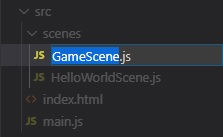 src
scenes
JS GameScene.js
JS HelloWorldScene.js
<> index.html
JS main.js